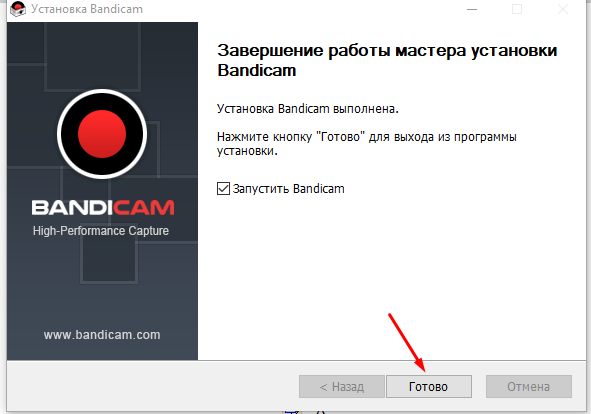 Установка Bandicam
Завершение работы мастера установки
Bandicam
Установка Bandicam выполнена.
Нажмите кнопку "Готово" для выхода из программы
установки.
Запустить Bandicam
BANDICAM
High-Performance Capture
www.bandicam.com
< Назад
Готово
Отмена